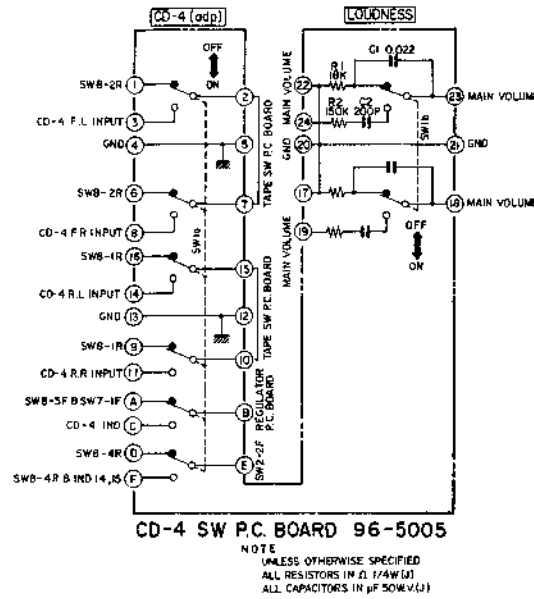 CD-4 (adp)
LOUDNESS
OFF
ON
SW8-2R 1
2
CD-4 F.L INPUT 3
GND 4
5
TAPE SW P.C. BOARD
SW8-2R 6
7
CD-4 F.R INPUT 8
SW1a
SW8-1R 16
15
CD-4 R.L INPUT 14
GND 13
12
TAPE SW P.C. BOARD
SW8-1R 9
10
CD-4 R.R INPUT 11
SW8-5F B SW7-1F A
B
REGULATOR
P.C. BOARD
CD-4 IND C
SW8-4R D
E
SW2-2F
SW8-4R B IND 14, 15 F
C1 0.022
R1
18K
22
MAIN VOLUME
23 MAIN VOLUME
R2
150K
C2
200P
24
SW1b
20
GND
21 GND
17
18 MAIN VOLUME
19
MAIN VOLUME
OFF
ON
CD-4 SW P.C. BOARD 96-5005
NOTE
UNLESS OTHERWISE SPECIFIED
ALL RESISTORS IN Ω 1/4W (J)
ALL CAPACITORS IN µF 50W.V. (J)